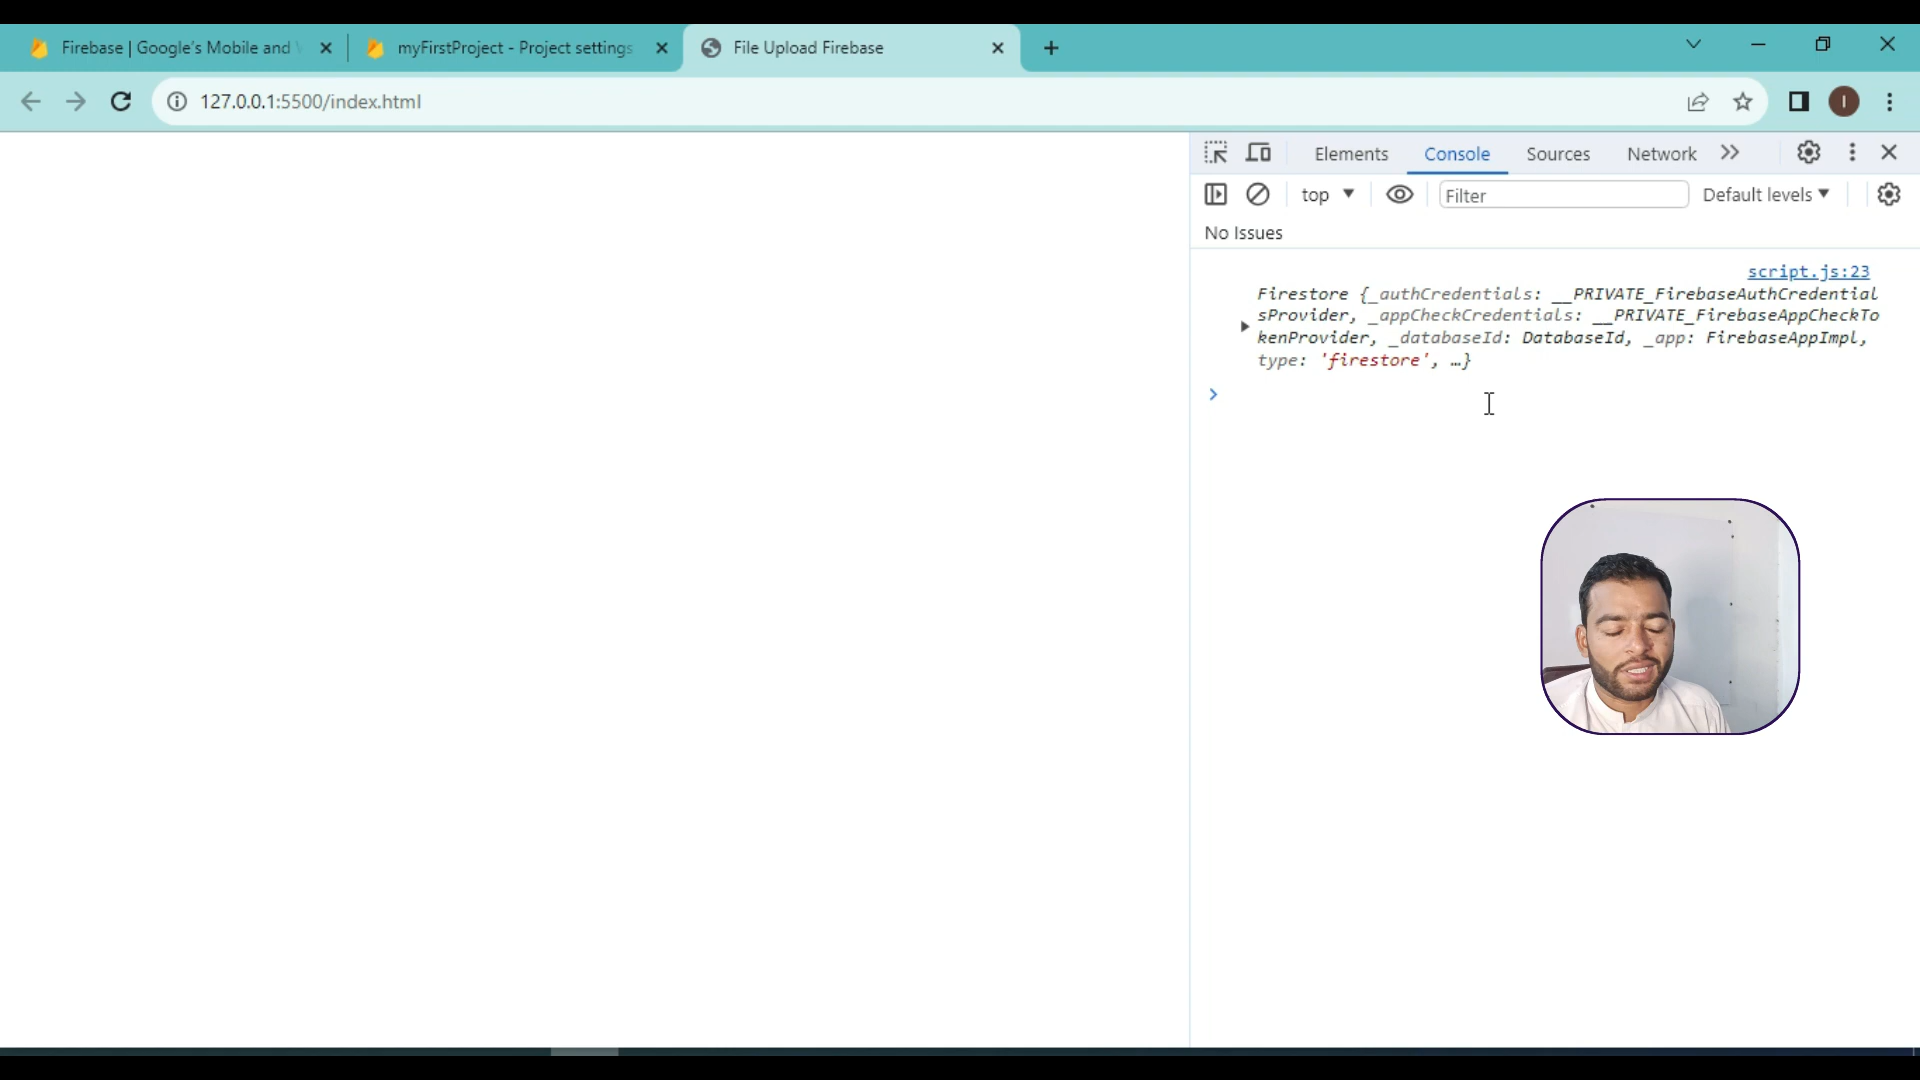 Firebase | Google's Mobile and
myFirstProject - Project settings
File Upload Firebase
127.0.0.1:5500/index.html
I
Elements
Console
Sources
Network
top
Filter
Default levels
No Issues
script.js:23
Firestore {_authCredentials: __PRIVATE_FirebaseAuthCredential
sProvider, _appCheckCredentials: __PRIVATE_FirebaseAppCheckTo
kenProvider, _databaseId: DatabaseId, _app: FirebaseAppImpl,
type: 'firestore', …}